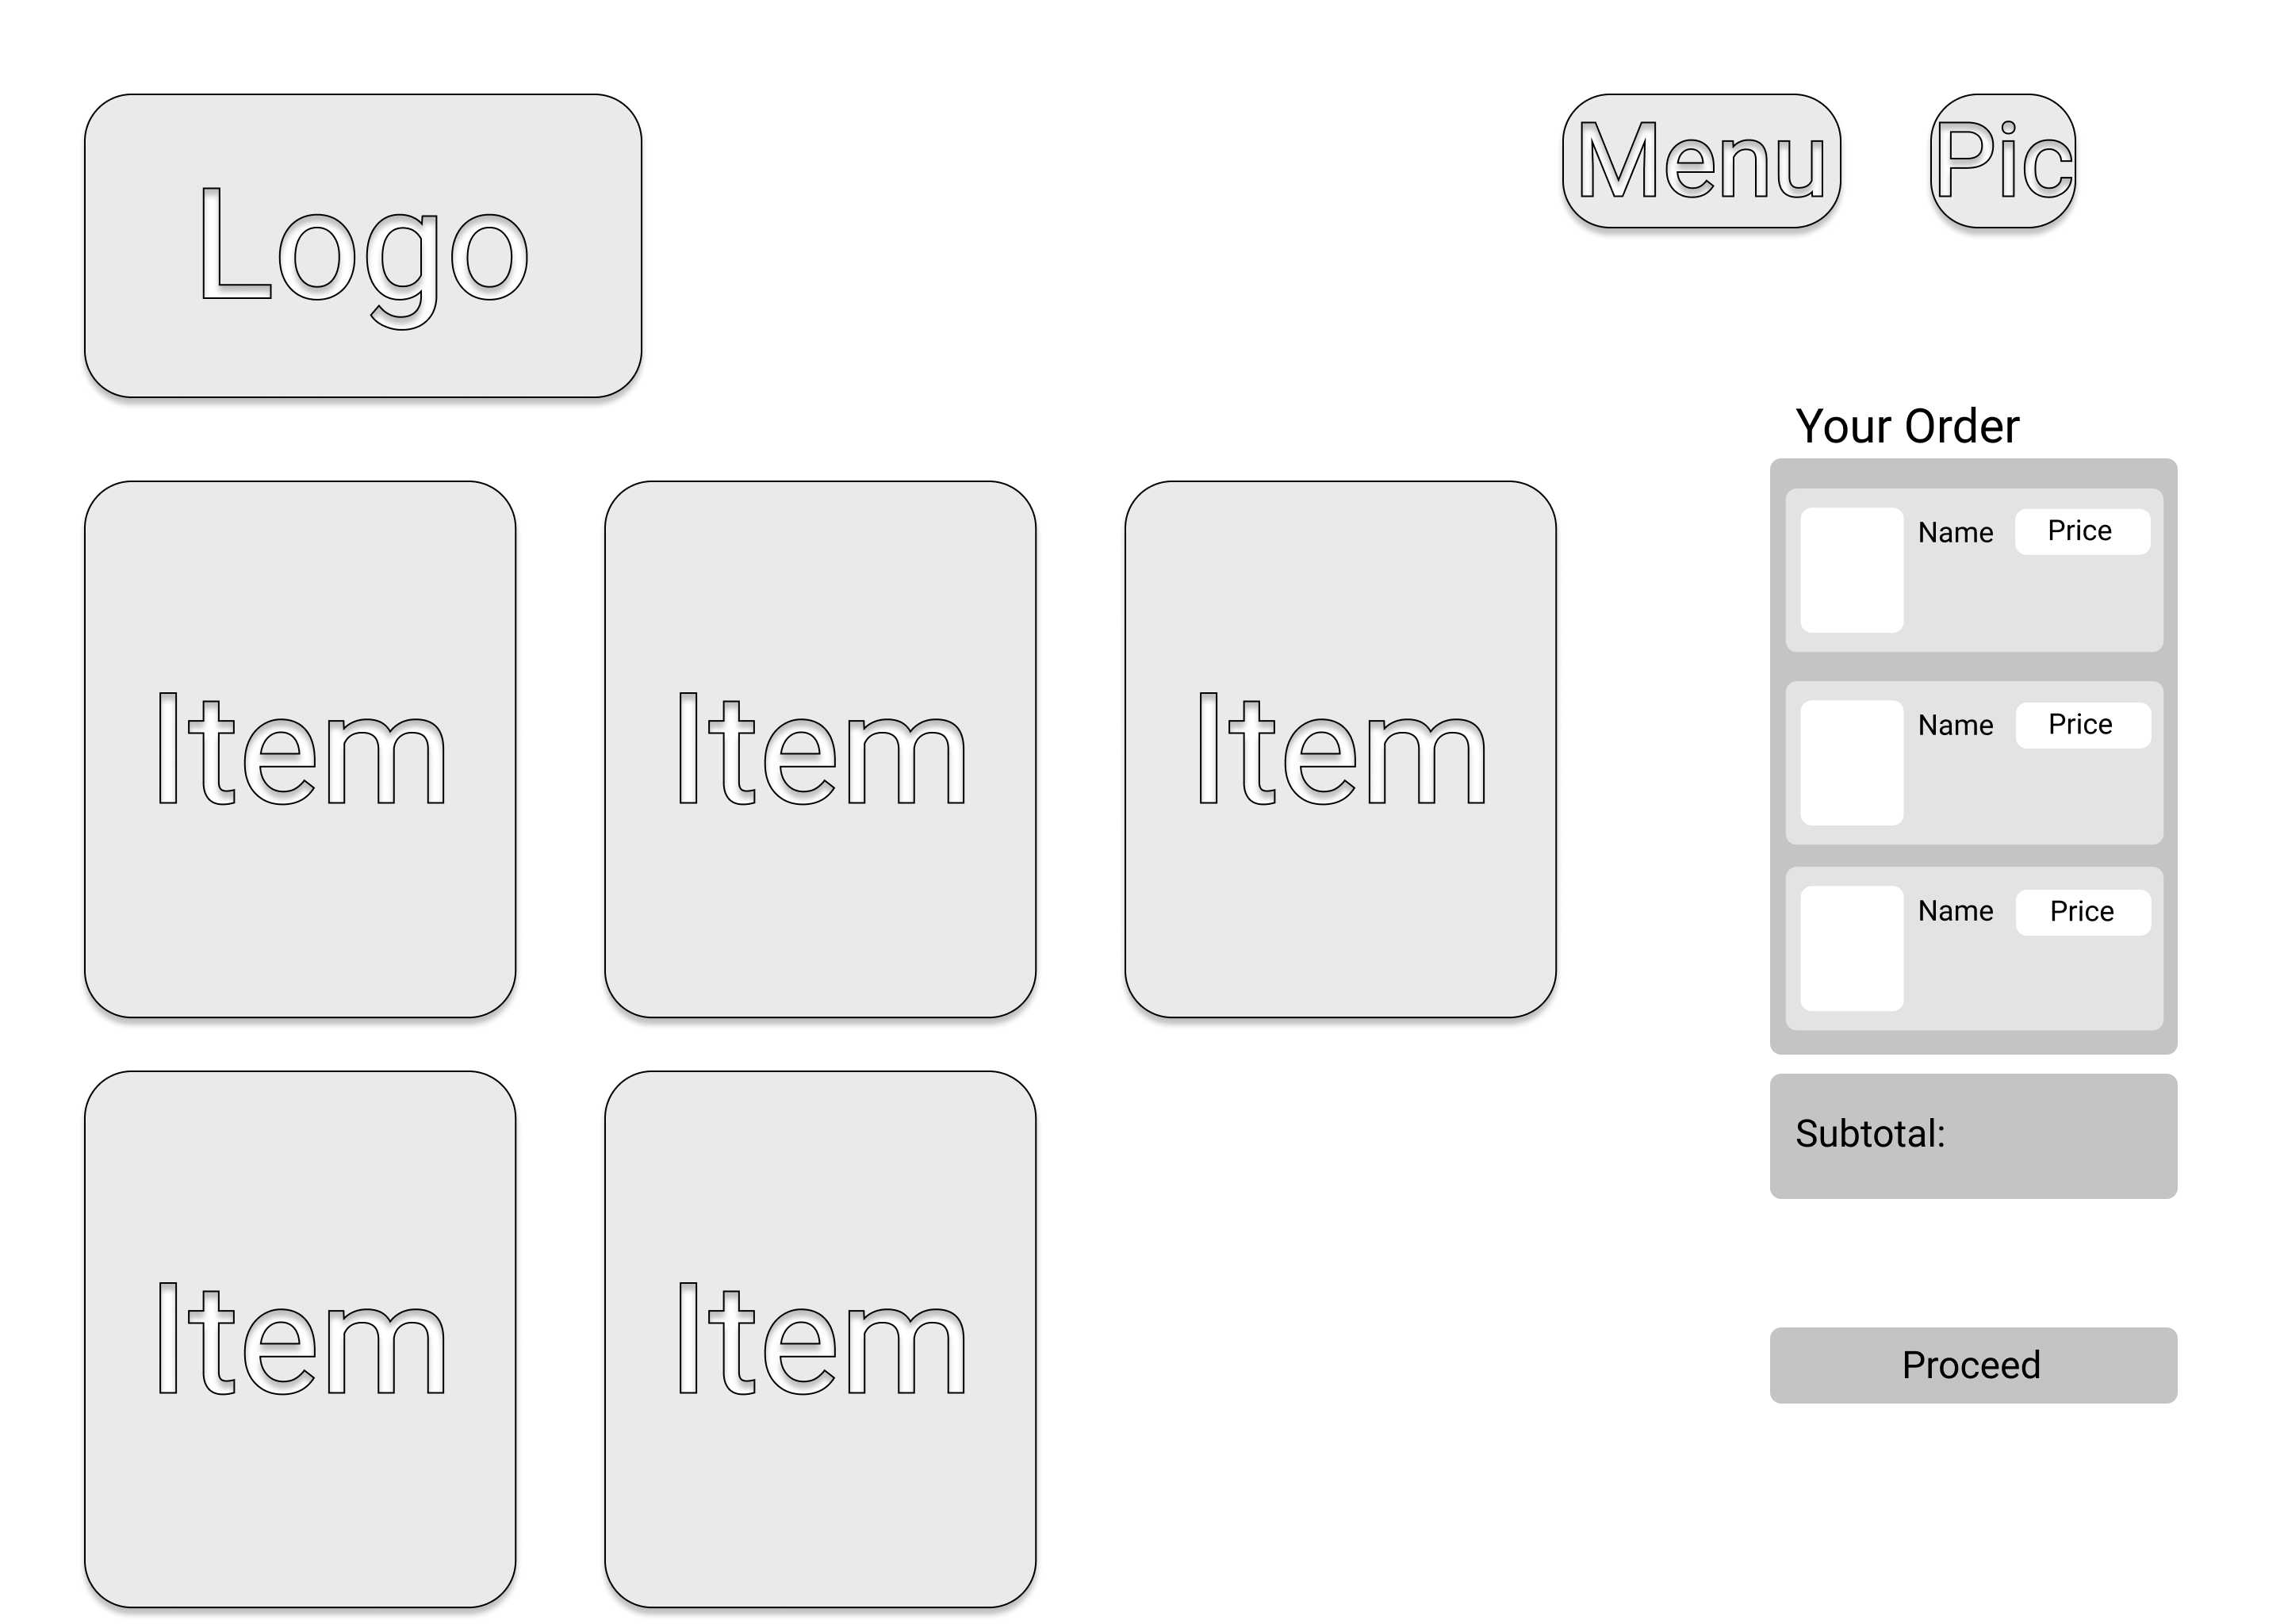 Logo
Menu
Pic
Item
Item
Item
Item
Item
Your Order
Name
Price
Name
Price
Name
Price
Subtotal:
Proceed